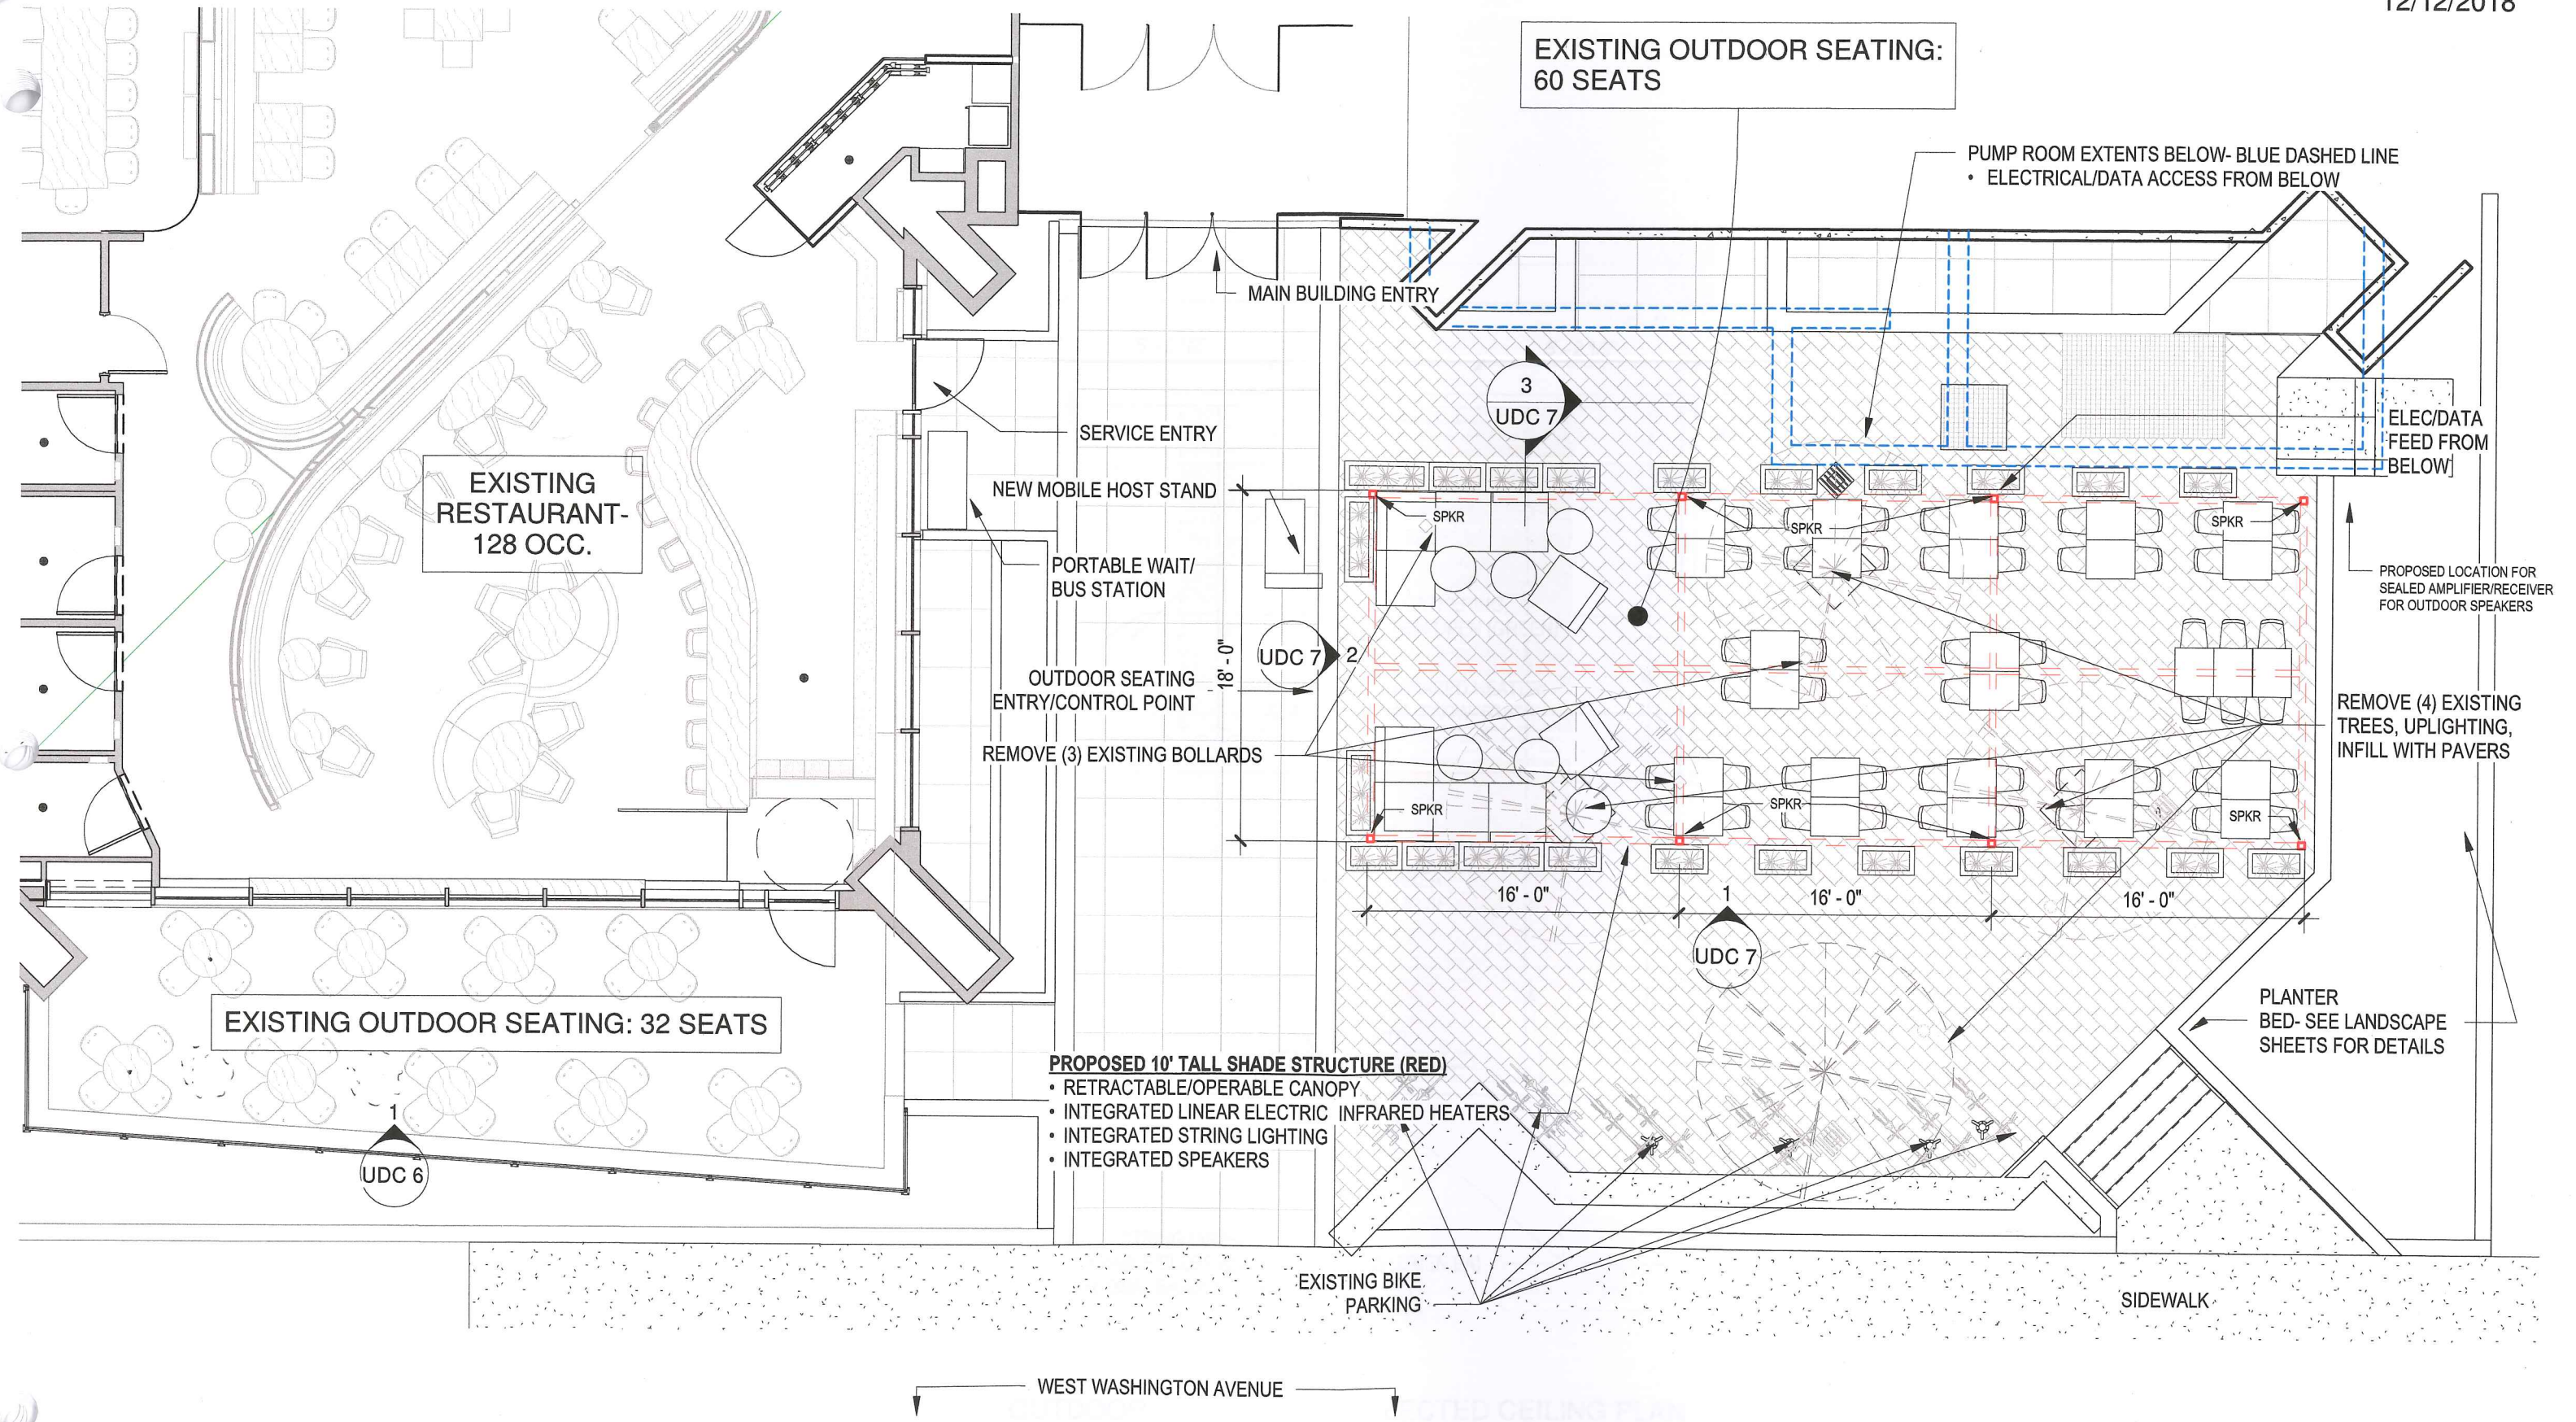 12/12/2018
EXISTING OUTDOOR SEATING:
60 SEATS
PUMP ROOM EXTENTS BELOW- BLUE DASHED LINE
• ELECTRICAL/DATA ACCESS FROM BELOW
MAIN BUILDING ENTRY
3
UDC 7
SERVICE ENTRY
ELEC/DATA
FEED FROM
BELOW
EXISTING
RESTAURANT-
128 OCC.
NEW MOBILE HOST STAND
SPKR
SPKR
SPKR
PORTABLE WAIT/
BUS STATION
PROPOSED LOCATION FOR
SEALED AMPLIFIER/RECEIVER
FOR OUTDOOR SPEAKERS
18' - 0"
UDC 7
2
OUTDOOR SEATING
ENTRY/CONTROL POINT
REMOVE (4) EXISTING
TREES, UPLIGHTING,
INFILL WITH PAVERS
REMOVE (3) EXISTING BOLLARDS
SPKR
SPKR
SPKR
16' - 0"
1
16' - 0"
16' - 0"
UDC 7
PLANTER
BED- SEE LANDSCAPE
SHEETS FOR DETAILS
EXISTING OUTDOOR SEATING: 32 SEATS
PROPOSED 10' TALL SHADE STRUCTURE (RED)
• RETRACTABLE/OPERABLE CANOPY
• INTEGRATED LINEAR ELECTRIC INFRARED HEATERS
• INTEGRATED STRING LIGHTING
• INTEGRATED SPEAKERS
1
UDC 6
EXISTING BIKE
PARKING
SIDEWALK
WEST WASHINGTON AVENUE